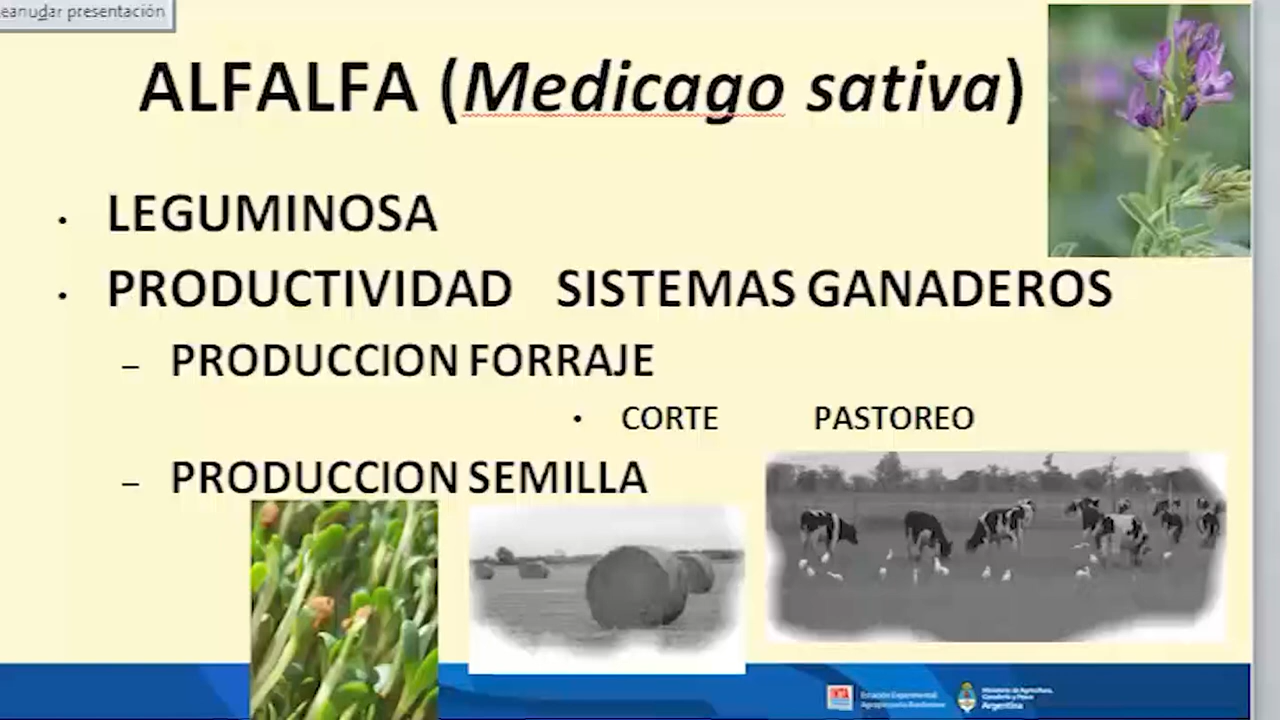 eanudar presentación
ALFALFA (Medicago sativa)
• LEGUMINOSA
• PRODUCTIVIDAD SISTEMAS GANADEROS
– PRODUCCION FORRAJE
• CORTE PASTOREO
– PRODUCCION SEMILLA
INTA
Estación Experimental
Agropecuaria
Ministerio de Agricultura,
Ganadería y Pesca
Argentina